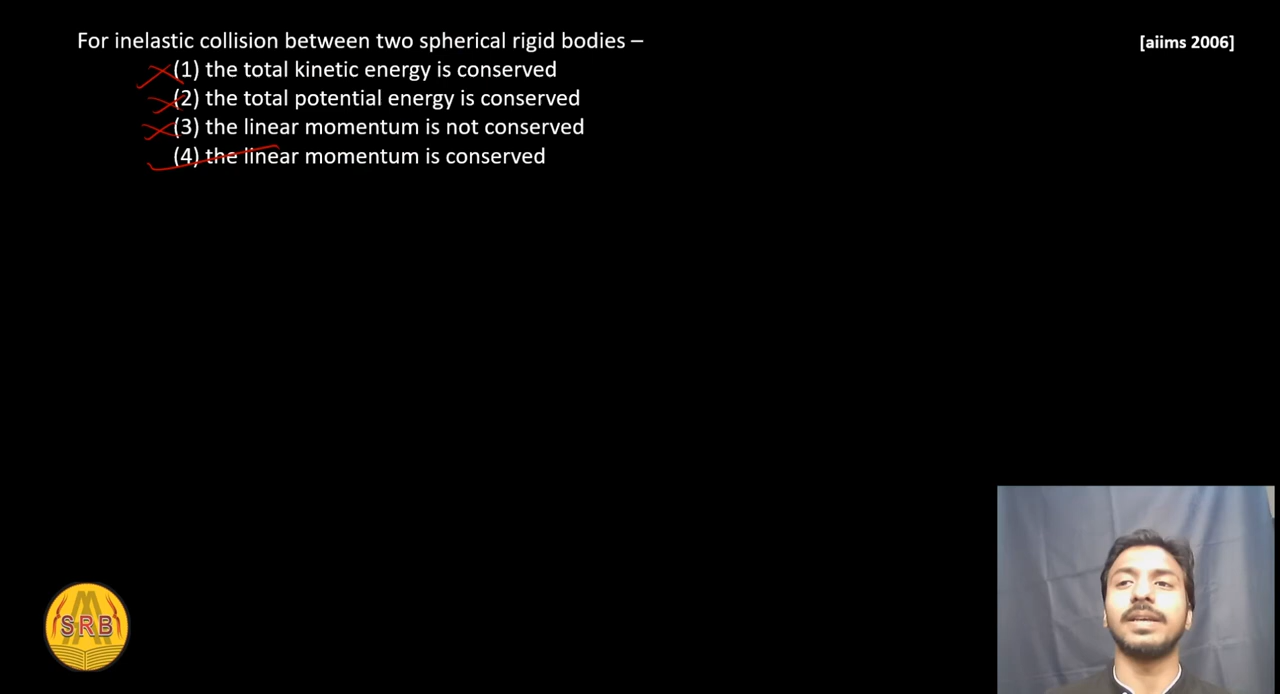 For inelastic collision between two spherical rigid bodies –
[aiims 2006]
(1) the total kinetic energy is conserved
(2) the total potential energy is conserved
(3) the linear momentum is not conserved
(4) the linear momentum is conserved
SRB